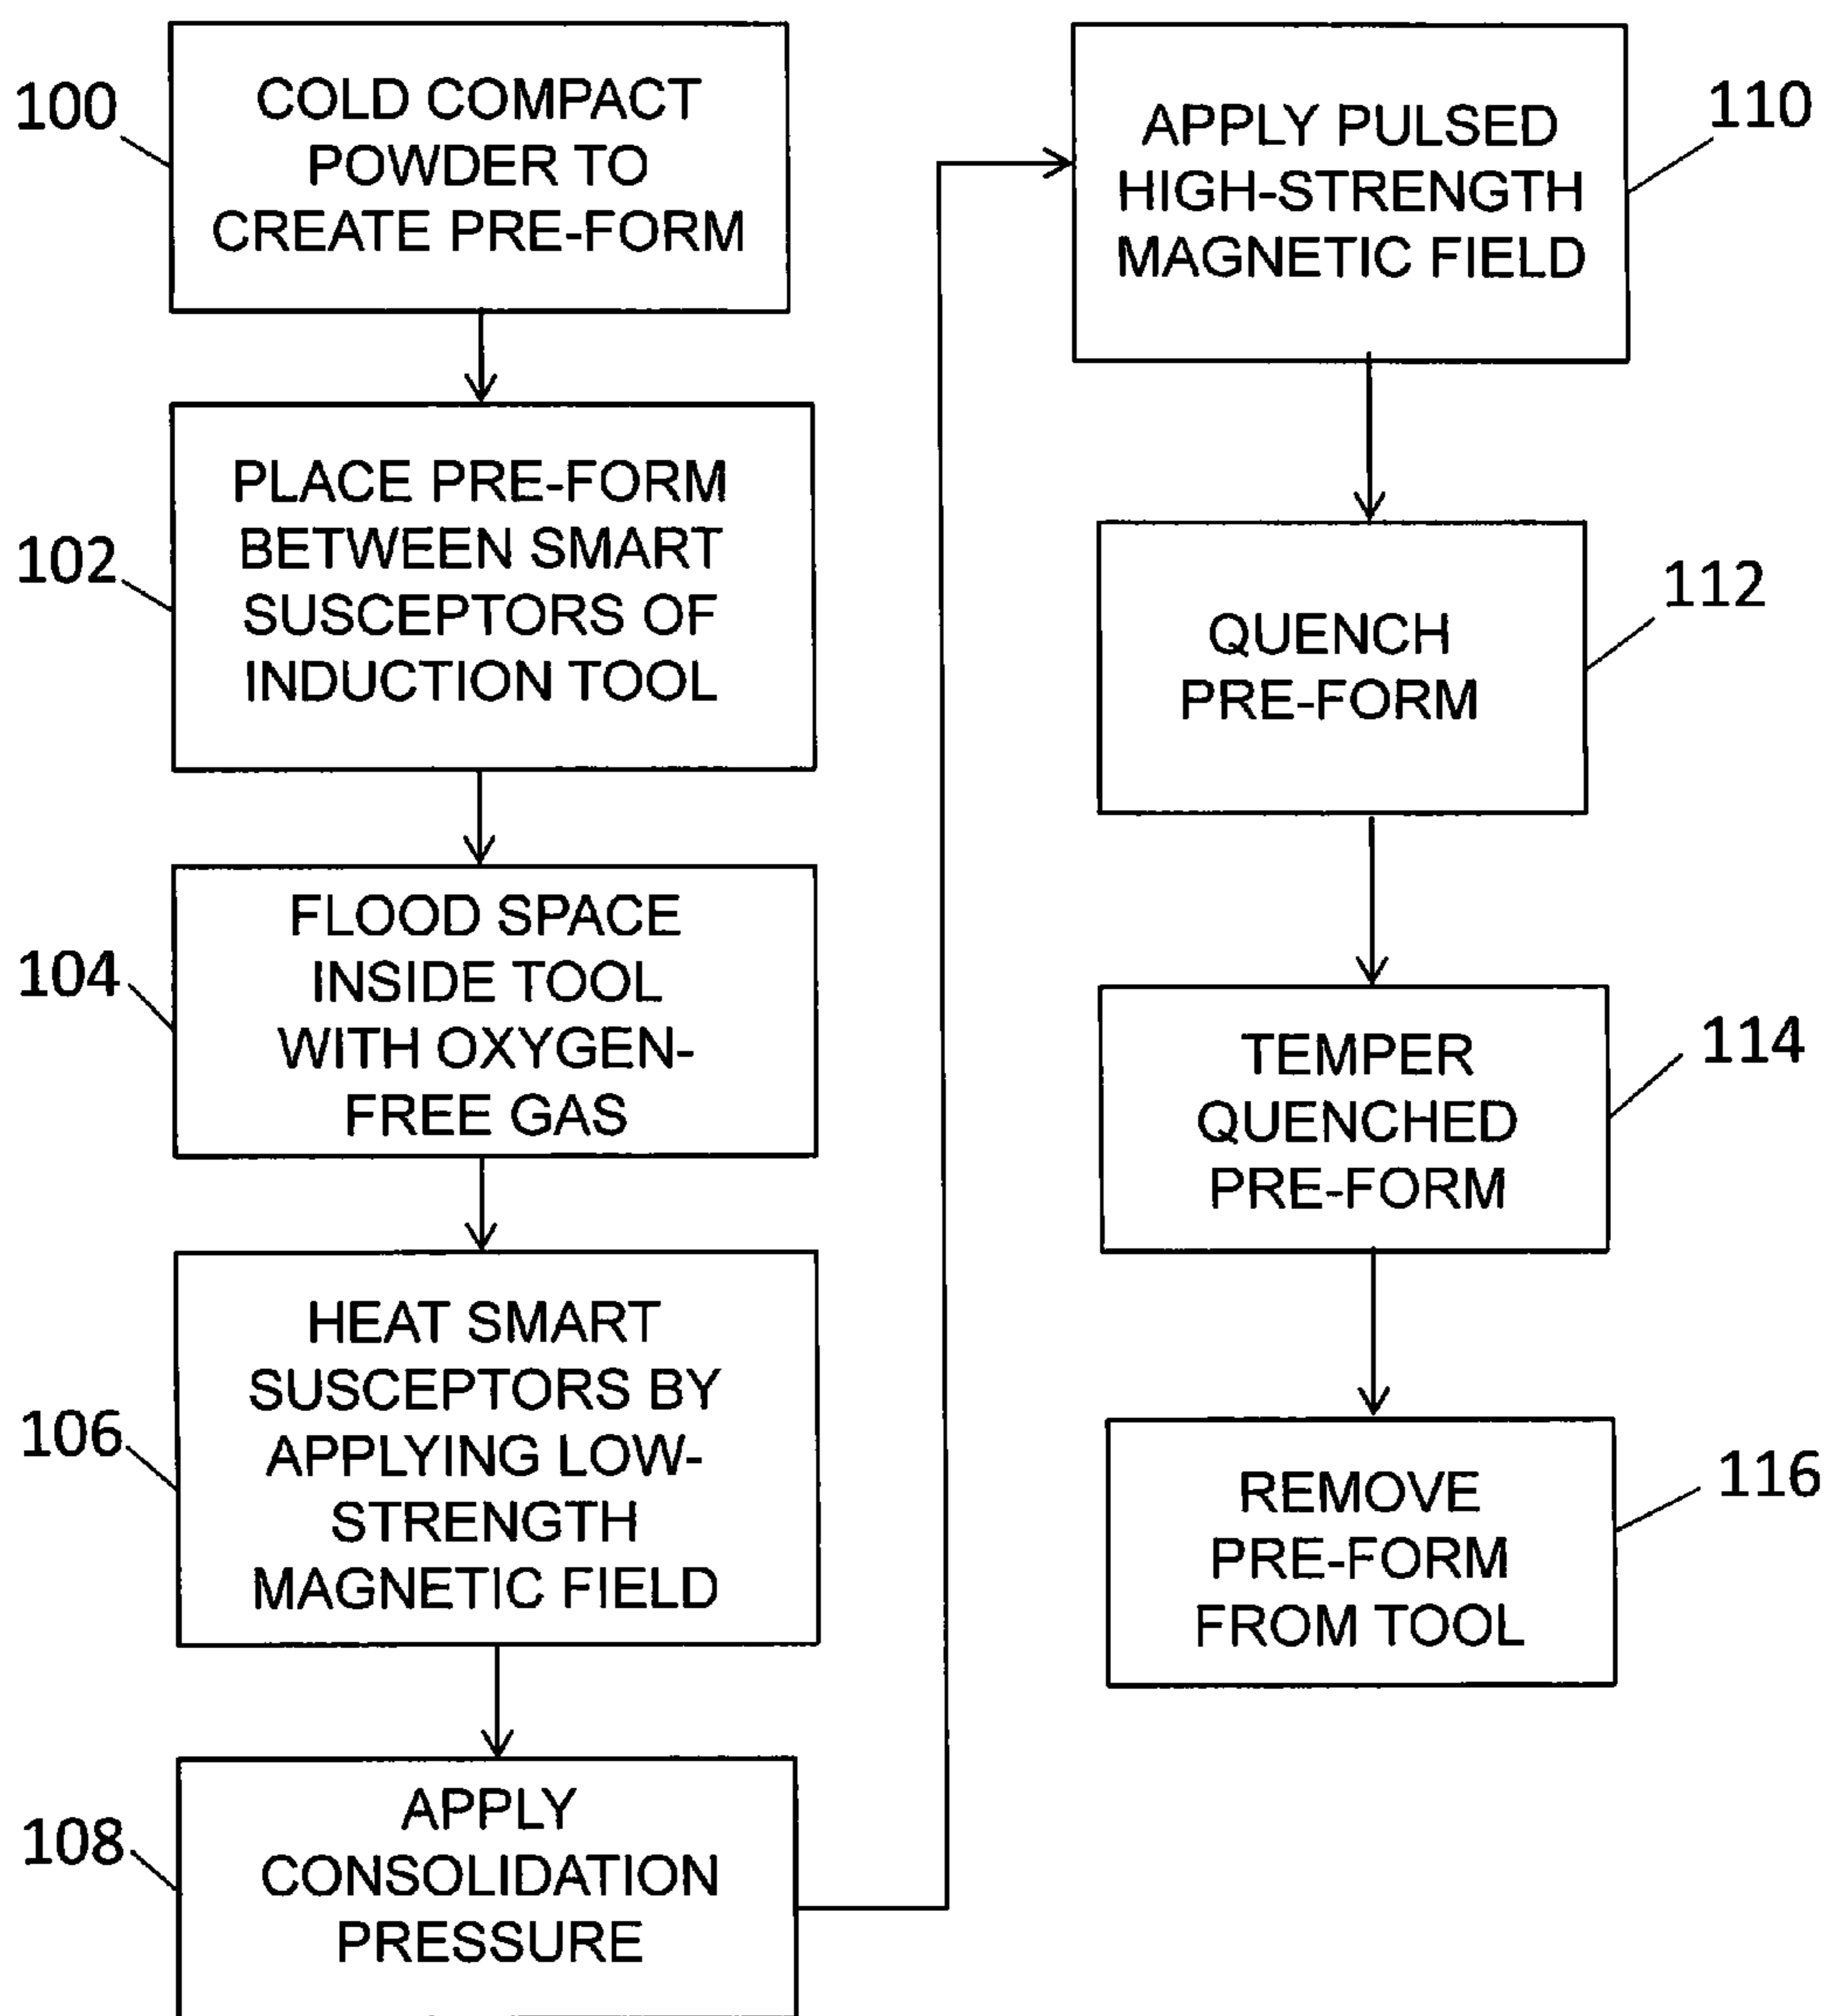 100
COLD COMPACT
POWDER TO
CREATE PRE-FORM
102
PLACE PRE-FORM
BETWEEN SMART
SUSCEPTORS OF
INDUCTION TOOL
104
FLOOD SPACE
INSIDE TOOL
WITH OXYGEN-
FREE GAS
106
HEAT SMART
SUSCEPTORS BY
APPLYING LOW-
STRENGTH
MAGNETIC FIELD
108
APPLY
CONSOLIDATION
PRESSURE
110
APPLY PULSED
HIGH-STRENGTH
MAGNETIC FIELD
112
QUENCH
PRE-FORM
114
TEMPER
QUENCHED
PRE-FORM
116
REMOVE
PRE-FORM
FROM TOOL